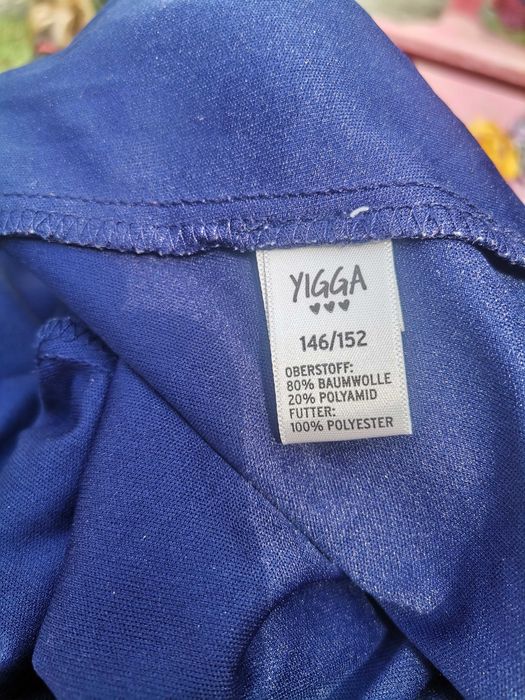 YIGGA
146/152
OBERSTOFF:
80% BAUMWOLLE
20% POLYAMID
FUTTER:
100% POLYESTER